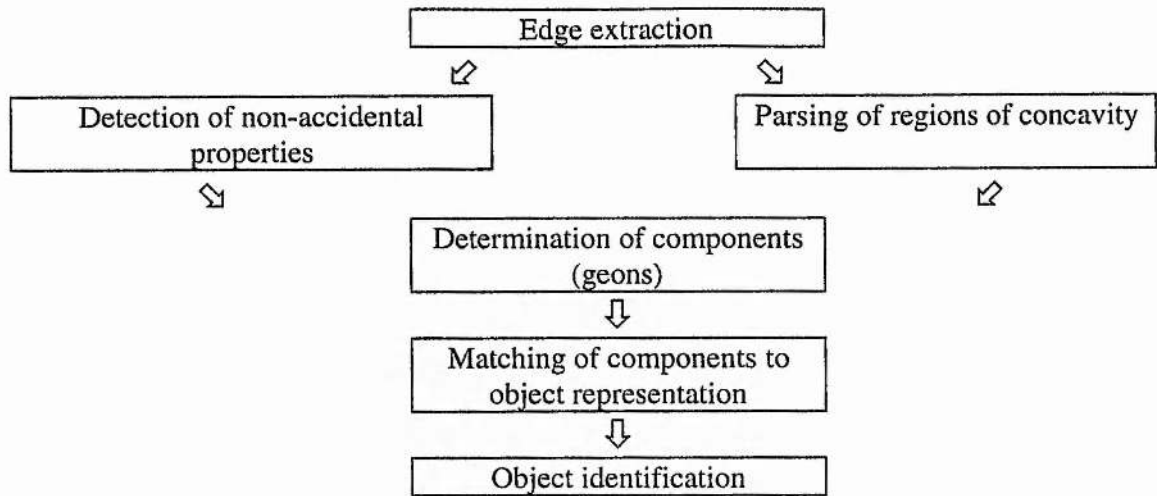 Edge extraction
Detection of non-accidental
properties
Parsing of regions of concavity
Determination of components
(geons)
Matching of components to
object representation
Object identification